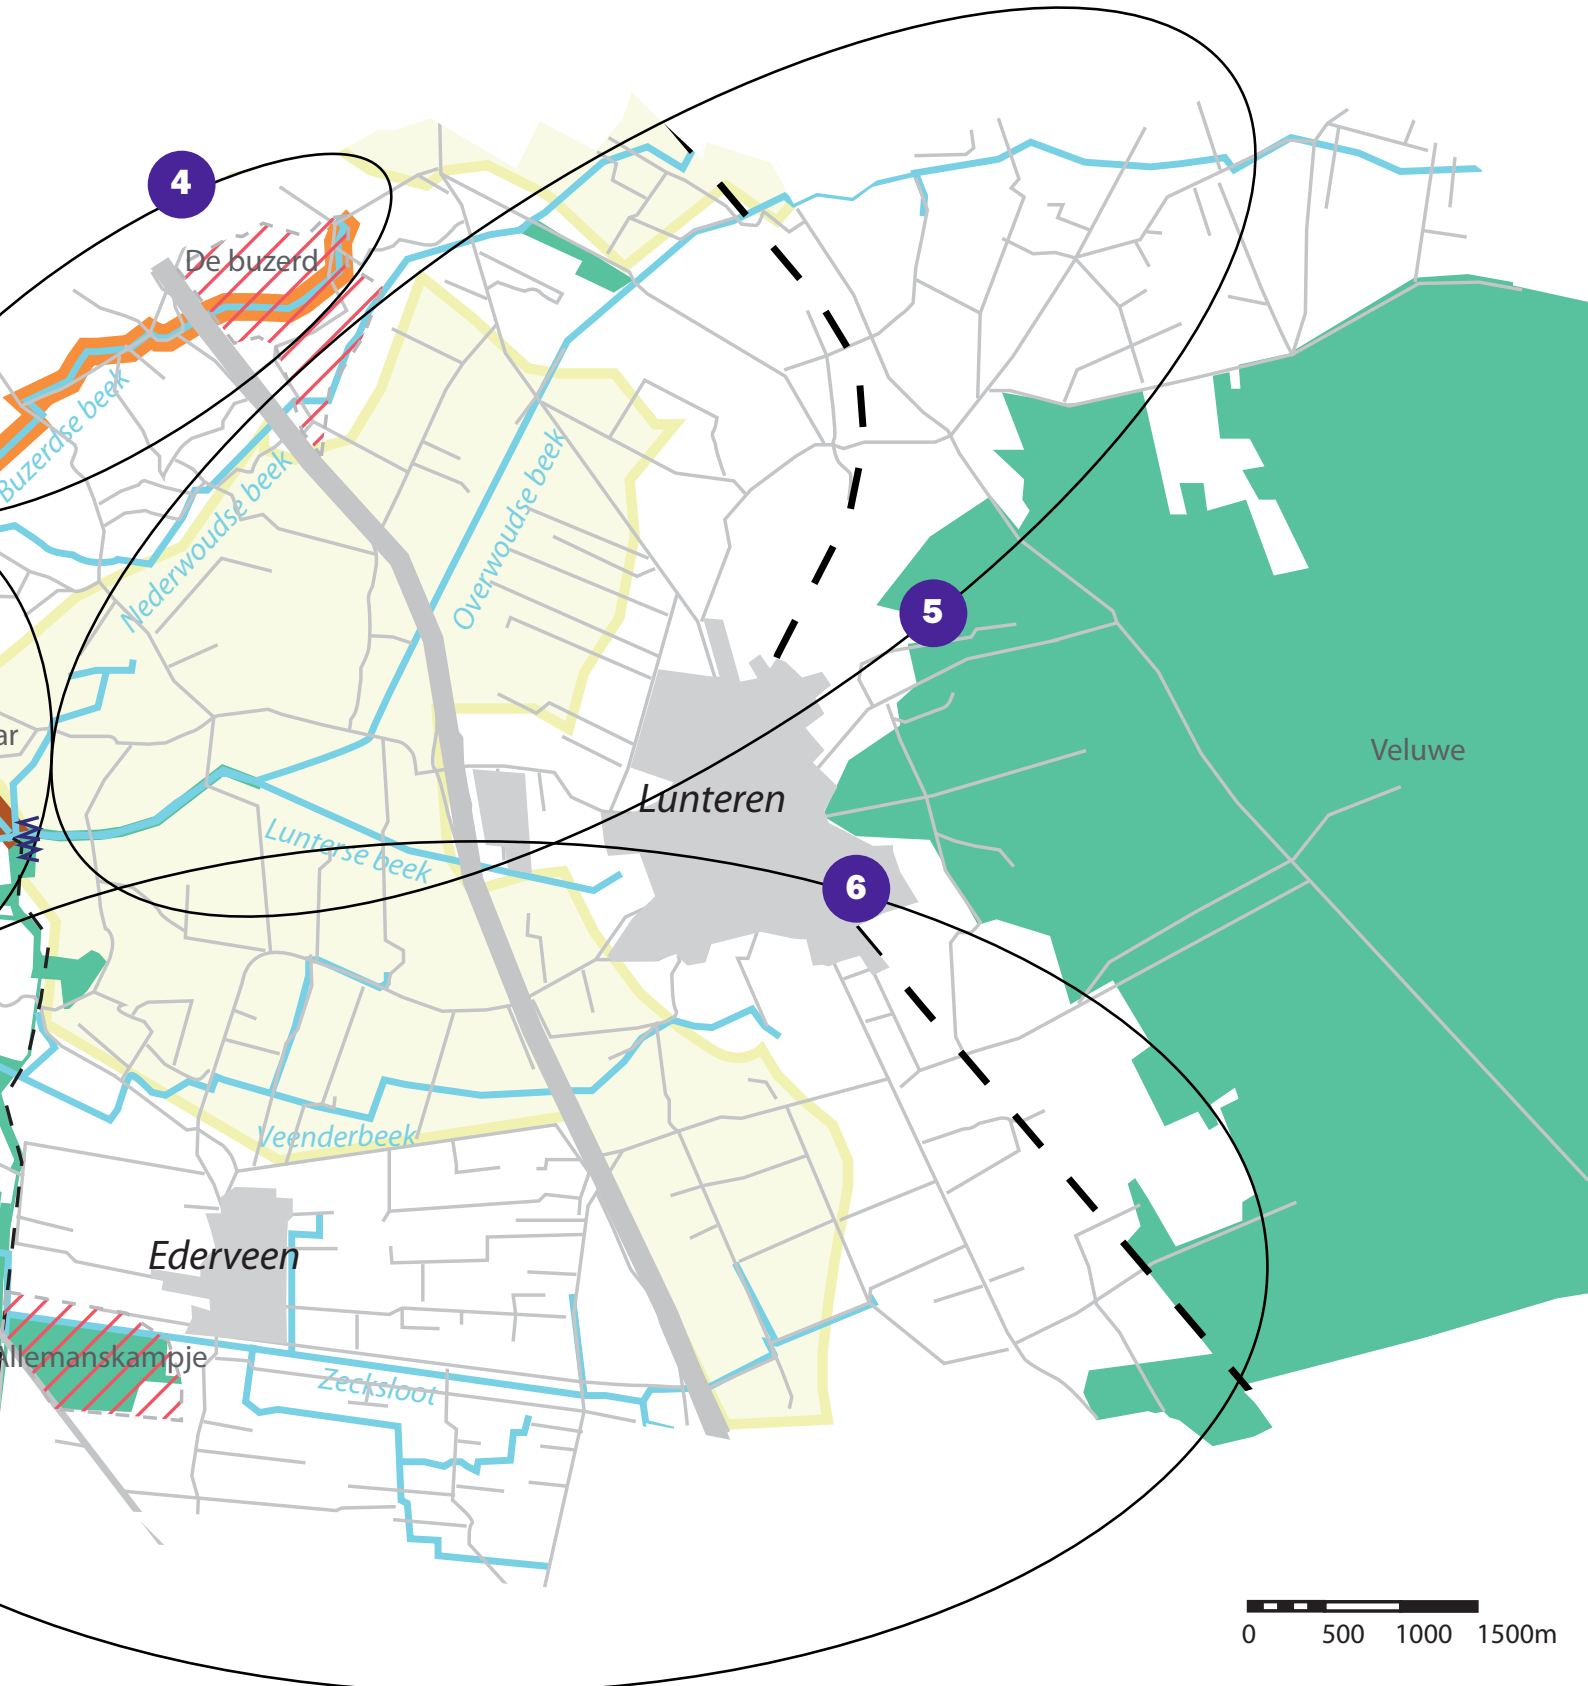 4
De buzerd
Buzerdse beek
Nederwoudse beek
Overwoudse beek
5
ar
Veluwe
Lunteren
Lunterse beek
6
Veenderbeek
Ederveen
Allemanskampje
Zecksloot
0 500 1000 1500m